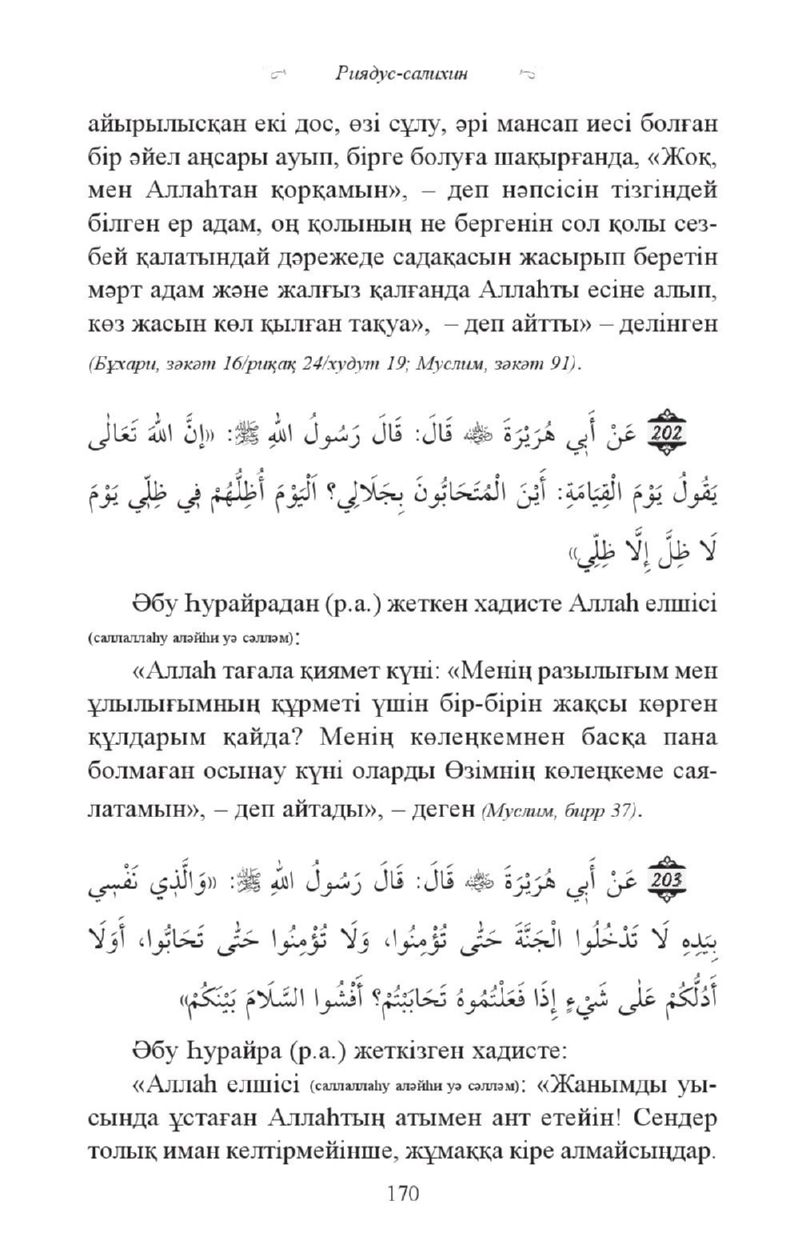 Риядус-салихин
айырылысқан екі дос, өзі сұлу, әрі мансап иесі болған
бір әйел аңсары ауып, бірге болуға шақырғанда, «Жоқ,
мен Аллаһтан қорқамын», – деп нәпсісін тізгіндей
білген ер адам, оң қолының не бергенін сол қолы сез-
бей қалатындай дәрежеде садақасын жасырып беретін
мәрт адам және жалғыз қалғанда Аллаһты есіне алып,
көз жасын көл қылған тақуа», – деп айтты» – делінген
(Бұхари, зәкәт 16/риқақ 24/худут 19; Муслим, зәкәт 91).
202 عَنْ أَبِي هُرَيْرَةَ ﷺ قَالَ: قَالَ رَسُولُ اللهِ ﷺ: «إِنَّ اللهَ تَعَالَى
يَقُولُ يَوْمَ الْقِيَامَةِ: أَيْنَ الْمُتَحَابُّونَ بِجَلَالِي؟ اَلْيَوْمَ أُظِلُّهُمْ فِي ظِلِّي يَوْمَ
لَا ظِلَّ إِلَّا ظِلِّي»
Әбу Һурайрадан (р.а.) жеткен хадисте Аллаһ елшісі
(саллаллаһу аләйһи уә сәлләм):
«Аллаһ тағала қиямет күні: «Менің разылығым мен
ұлылығымның құрметі үшін бір-бірін жақсы көрген
құлдарым қайда? Менің көлеңкемнен басқа пана
болмаған осынау күні оларды Өзімнің көлеңкеме сая-
латамын», – деп айтады», – деген (Муслим, бирр 37).
203 عَنْ أَبِي هُرَيْرَةَ ﷺ قَالَ: قَالَ رَسُولُ اللهِ ﷺ: «وَالَّذِي نَفْسِي
بِيَدِهِ لَا تَدْخُلُوا الْجَنَّةَ حَتَّى تُؤْمِنُوا، وَلَا تُؤْمِنُوا حَتَّى تَحَابُّوا، أَوَلَا
أَدُلُّكُمْ عَلَى شَيْءٍ إِذَا فَعَلْتُمُوهُ تَحَابَبْتُمْ؟ أَفْشُوا السَّلَامَ بَيْنَكُمْ»
Әбу Һурайра (р.а.) жеткізген хадисте:
«Аллаһ елшісі (саллаллаһу аләйһи уә сәлләм): «Жанымды уы-
сында ұстаған Аллаһтың атымен ант етейін! Сендер
толық иман келтірмейінше, жұмаққа кіре алмайсыңдар.
170